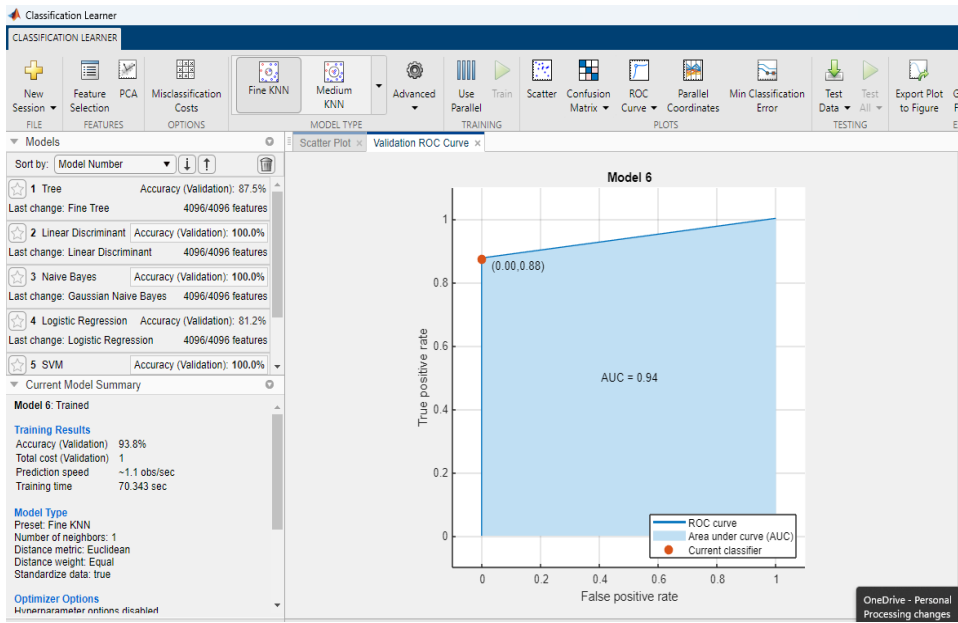 Classification Learner
CLASSIFICATION LEARNER
New Session
Feature Selection
PCA
Misclassification Costs
Fine KNN
Medium KNN
Advanced
Use Parallel
Train
Scatter
Confusion Matrix
ROC Curve
Parallel Coordinates
Min Classification Error
Test Data
Test All
Export Plot to Figure
FILE FEATURES OPTIONS MODEL TYPE TRAINING PLOTS TESTING
Models
Sort by: Model Number
1 Tree Accuracy (Validation): 87.5%
Last change: Fine Tree 4096/4096 features
2 Linear Discriminant Accuracy (Validation): 100.0%
Last change: Linear Discriminant 4096/4096 features
3 Naive Bayes Accuracy (Validation): 100.0%
Last change: Gaussian Naive Bayes 4096/4096 features
4 Logistic Regression Accuracy (Validation): 81.2%
Last change: Logistic Regression 4096/4096 features
5 SVM Accuracy (Validation): 100.0%
Current Model Summary
Model 6: Trained
Training Results
Accuracy (Validation) 93.8%
Total cost (Validation) 1
Prediction speed ~1.1 obs/sec
Training time 70.343 sec
Model Type
Preset: Fine KNN
Number of neighbors: 1
Distance metric: Euclidean
Distance weight: Equal
Standardize data: true
Optimizer Options
Hyperparameter options disabled
Scatter Plot
Validation ROC Curve
Model 6
True positive rate
1
0.8
0.6
0.4
0.2
0
(0.00,0.88)
AUC = 0.94
ROC curve
Area under curve (AUC)
Current classifier
0 0.2 0.4 0.6 0.8 1
False positive rate
OneDrive - Personal
Processing changes